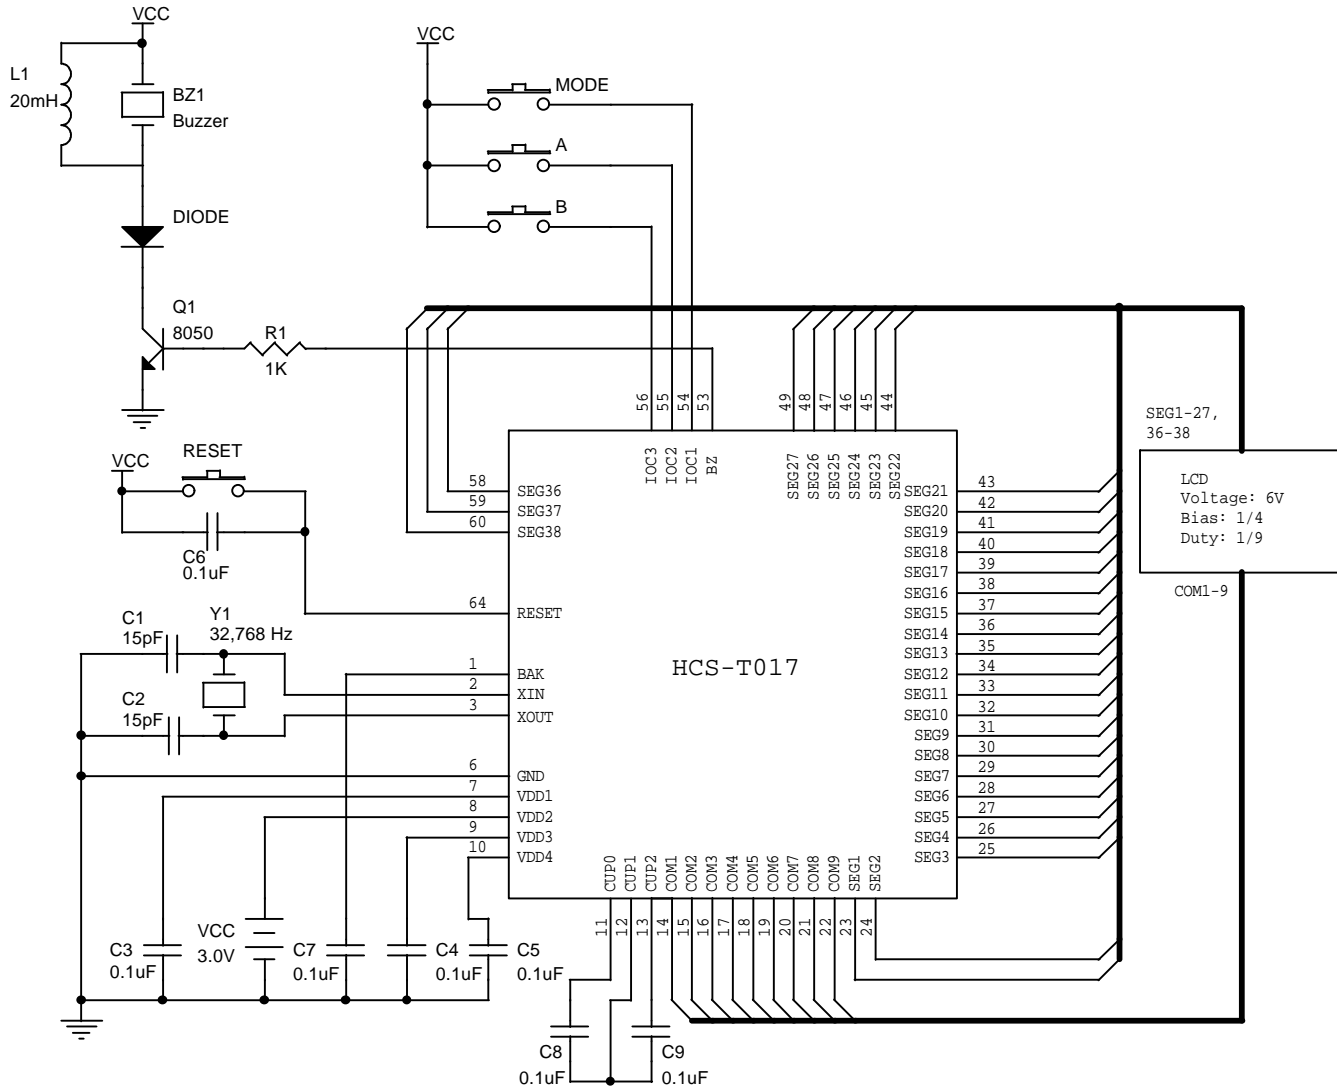 VCC
L1
20mH
BZ1
Buzzer
DIODE
Q1
8050
R1
1K
VCC
MODE
A
B
VCC
RESET
C6
0.1uF
C1
15pF
Y1
32,768 Hz
C2
15pF
56
55
54
53
49
48
47
46
45
44
IOC3
IOC2
IOC1
BZ
SEG27
SEG26
SEG25
SEG24
SEG23
SEG22
58 SEG36
59 SEG37
60 SEG38
64 RESET
1 BAK
2 XIN
3 XOUT
6 GND
7 VDD1
8 VDD2
9 VDD3
10 VDD4
HCS-T017
SEG21 43
SEG20 42
SEG19 41
SEG18 40
SEG17 39
SEG16 38
SEG15 37
SEG14 36
SEG13 35
SEG12 34
SEG11 33
SEG10 32
SEG9 31
SEG8 30
SEG7 29
SEG6 28
SEG5 27
SEG4 26
SEG3 25
CUP0
CUP1
CUP2
COM1
COM2
COM3
COM4
COM5
COM6
COM7
COM8
COM9
SEG1
SEG2
11
12
13
14
15
16
17
18
19
20
21
22
23
24
SEG1-27,
36-38
LCD
Voltage: 6V
Bias: 1/4
Duty: 1/9
COM1-9
C3
0.1uF
VCC
3.0V
C7
0.1uF
C4
0.1uF
C5
0.1uF
C8
0.1uF
C9
0.1uF